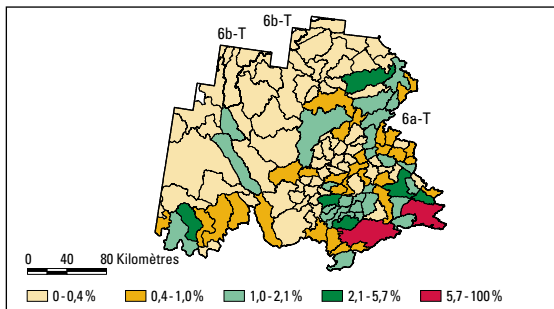 6b-T
6b-T
6a-T
0 40 80 Kilomètres
0 - 0,4 % 0,4 - 1,0 % 1,0 - 2,1 % 2,1 - 5,7 % 5,7 - 100 %